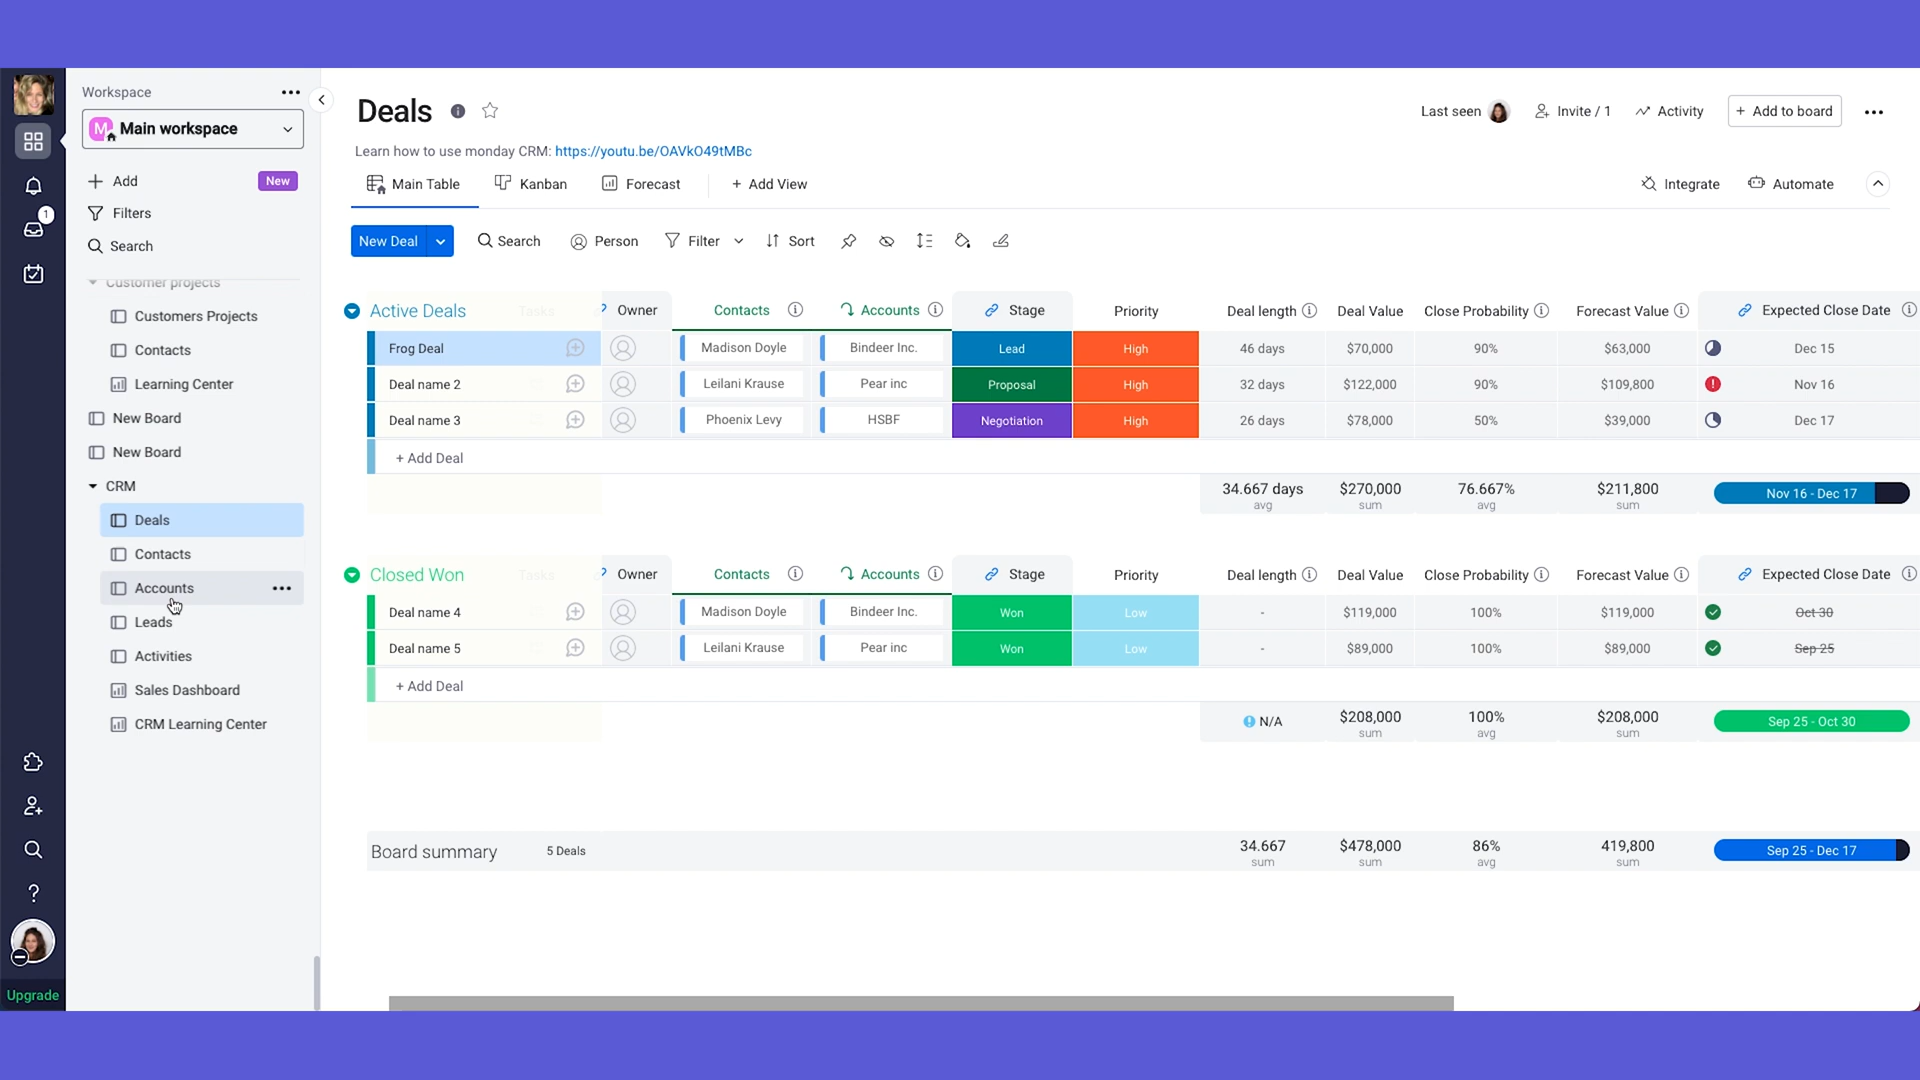 Workspace
M Main workspace
Add New
Filters
Search
Customer projects
Customers Projects
Contacts
Learning Center
New Board
New Board
CRM
Deals
Contacts
Accounts
Leads
Activities
Sales Dashboard
CRM Learning Center
1
Upgrade
Deals
Last seen
Invite / 1
Activity
+ Add to board
Learn how to use monday CRM: https://youtu.be/OAVkO49tMBc
Main Table
Kanban
Forecast
+ Add View
Integrate
Automate
New Deal
Search
Person
Filter
Sort
Active Deals Tasks Owner Contacts Accounts Stage Priority Deal length Deal Value Close Probability Forecast Value Expected Close Date
Frog Deal Madison Doyle Bindeer Inc. Lead High 46 days $70,000 90% $63,000 Dec 15
Deal name 2 Leilani Krause Pear inc Proposal High 32 days $122,000 90% $109,800 Nov 16
Deal name 3 Phoenix Levy HSBF Negotiation High 26 days $78,000 50% $39,000 Dec 17
+ Add Deal
34.667 days $270,000 76.667% $211,800 Nov 16 - Dec 17
avg sum avg sum
Closed Won Tasks Owner Contacts Accounts Stage Priority Deal length Deal Value Close Probability Forecast Value Expected Close Date
Deal name 4 Madison Doyle Bindeer Inc. Won Low - $119,000 100% $119,000 Oct 30
Deal name 5 Leilani Krause Pear inc Won Low - $89,000 100% $89,000 Sep 25
+ Add Deal
N/A $208,000 100% $208,000 Sep 25 - Oct 30
sum avg sum
Board summary 5 Deals 34.667 $478,000 86% 419,800 Sep 25 - Dec 17
sum sum avg sum